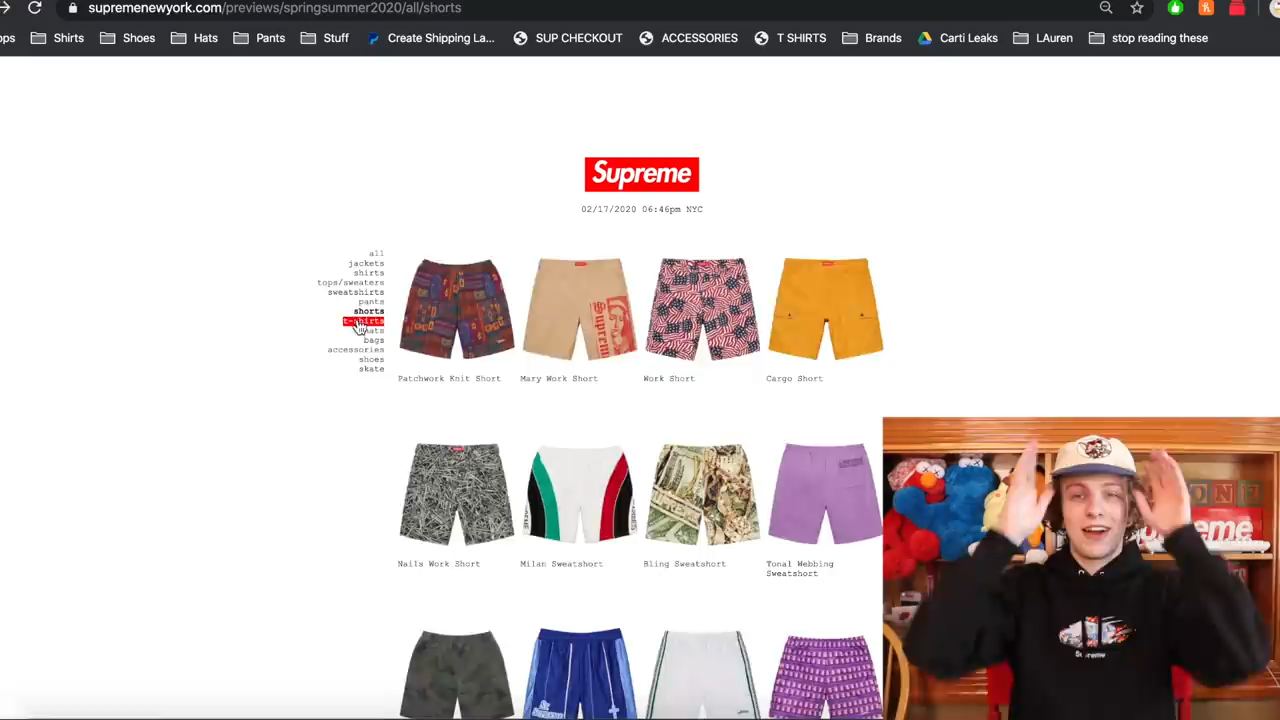 supremenewyork.com/previews/springsummer2020/all/shorts
Shirts Shoes Hats Pants Stuff Create Shipping La... SUP CHECKOUT ACCESSORIES T SHIRTS Brands Carti Leaks LAuren stop reading these
Supreme
02/17/2020 06:46pm NYC
all
jackets
shirts
tops/sweaters
sweatshirts
pants
shorts
t-shirts
hats
bags
accessories
shoes
skate
Patchwork Knit Short Mary Work Short Work Short Cargo Short
Nails Work Short Milan Sweatshort Bling Sweatshort Tonal Webbing
Sweatshort
Supreme